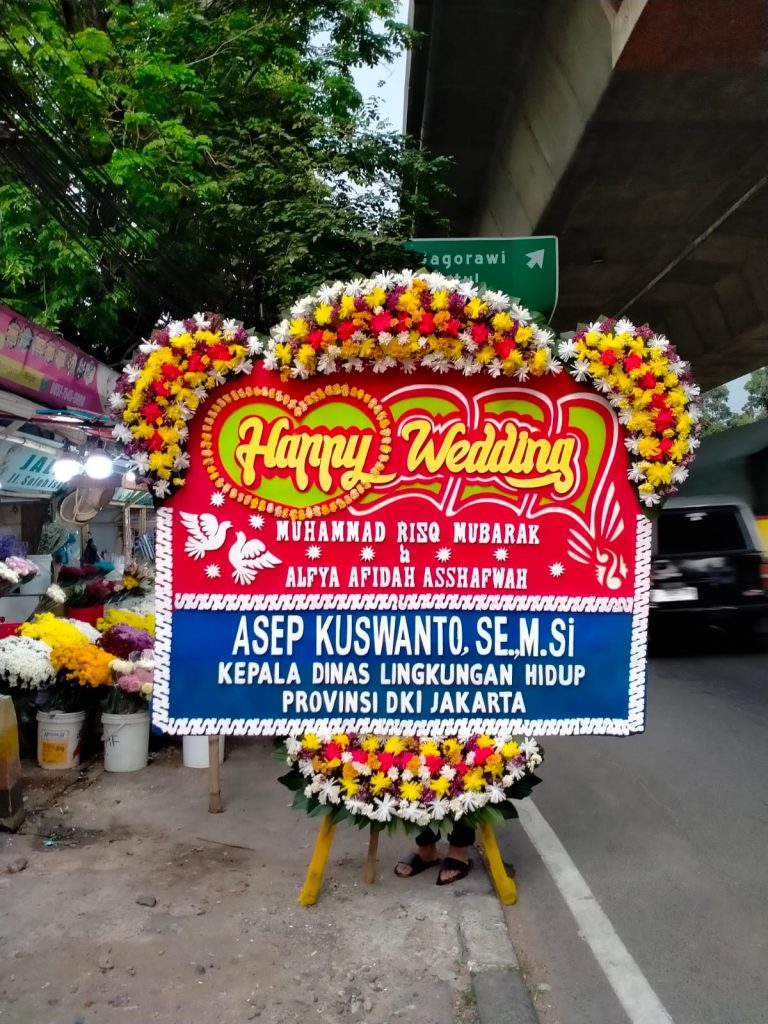 Jagorawi
Happy Wedding
MUHAMMAD RISQ MUBARAK
&
ALFYA AFIDAH ASSHAFWAH
ASEP KUSWANTO, SE.,M.Si
KEPALA DINAS LINGKUNGAN HIDUP
PROVINSI DKI JAKARTA